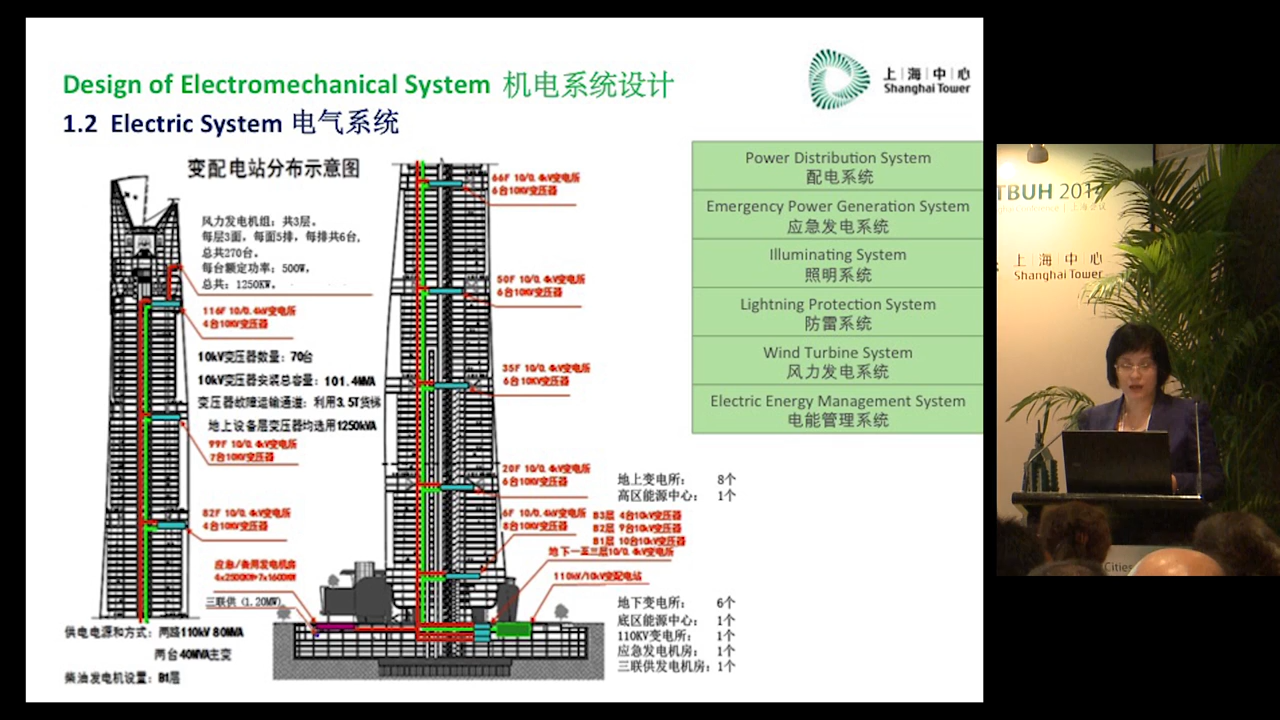 Design of Electromechanical System 机电系统设计
1.2 Electric System 电气系统
上海中心
Shanghai Tower
变配电站分布示意图
风力发电机组：共3层。
每层3面，每面5排，每排共6台，
总共270台。
每台额定功率：500W，
总共：1250KW。
116F 10/0.4kV变电所
4台10KV变压器
10kV变压器数量：70台
10kV变压器安装总容量：101.4MVA
变压器故障运输通道：利用3.5T货梯
地上设备层变压器均选用1250kVA
99F 10/0.4kV变电所
7台10KV变压器
82F 10/0.4kV变电所
4台10KV变压器
应急/备用发电机房
4x2500KW+7x1600KW
三联供（1.20MW）
供电电源和方式：两路110kV 80MVA
两台40MVA主变
柴油发电机设置：B1层
66F 10/0.4kV变电所
6台10KV变压器
50F 10/0.4kV变电所
6台10KV变压器
35F 10/0.4kV变电所
6台10KV变压器
20F 10/0.4kV变电所
6台10KV变压器
6F 10/0.4kV变电所
8台10KV变压器
B3层 4台10kV变压器
B2层 9台10kV变压器
B1层 10台10kV变压器
地下一至三层10/0.4kV变电所
110kV/10kV变配电站
地上变电所： 8个
高区能源中心： 1个
地下变电所： 6个
底区能源中心： 1个
110KV变电所： 1个
应急发电机房： 1个
三联供发电机房：1个
Power Distribution System
配电系统
Emergency Power Generation System
应急发电系统
Illuminating System
照明系统
Lightning Protection System
防雷系统
Wind Turbine System
风力发电系统
Electric Energy Management System
电能管理系统
TBUH 2014
上海中心
Shanghai Tower
Cities